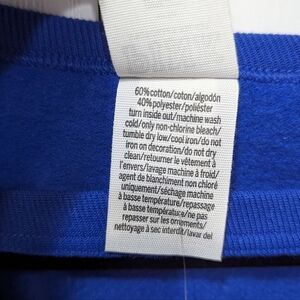 60%cotton/coton/algodón
40%polyester/poliéster
turn inside out/machine wash
cold/only non-chlorine bleach/
tumble dry low/cool iron/do not
iron on decoration/do not dry
clean/retourner le vêtement à
l'envers/lavage machine à froid/
agent de blanchiment non chloré
uniquement/séchage machine
à basse température/repassage
à basse température/ne pas
repasser sur les ornements/
nettoyage à sec interdit/lavar del